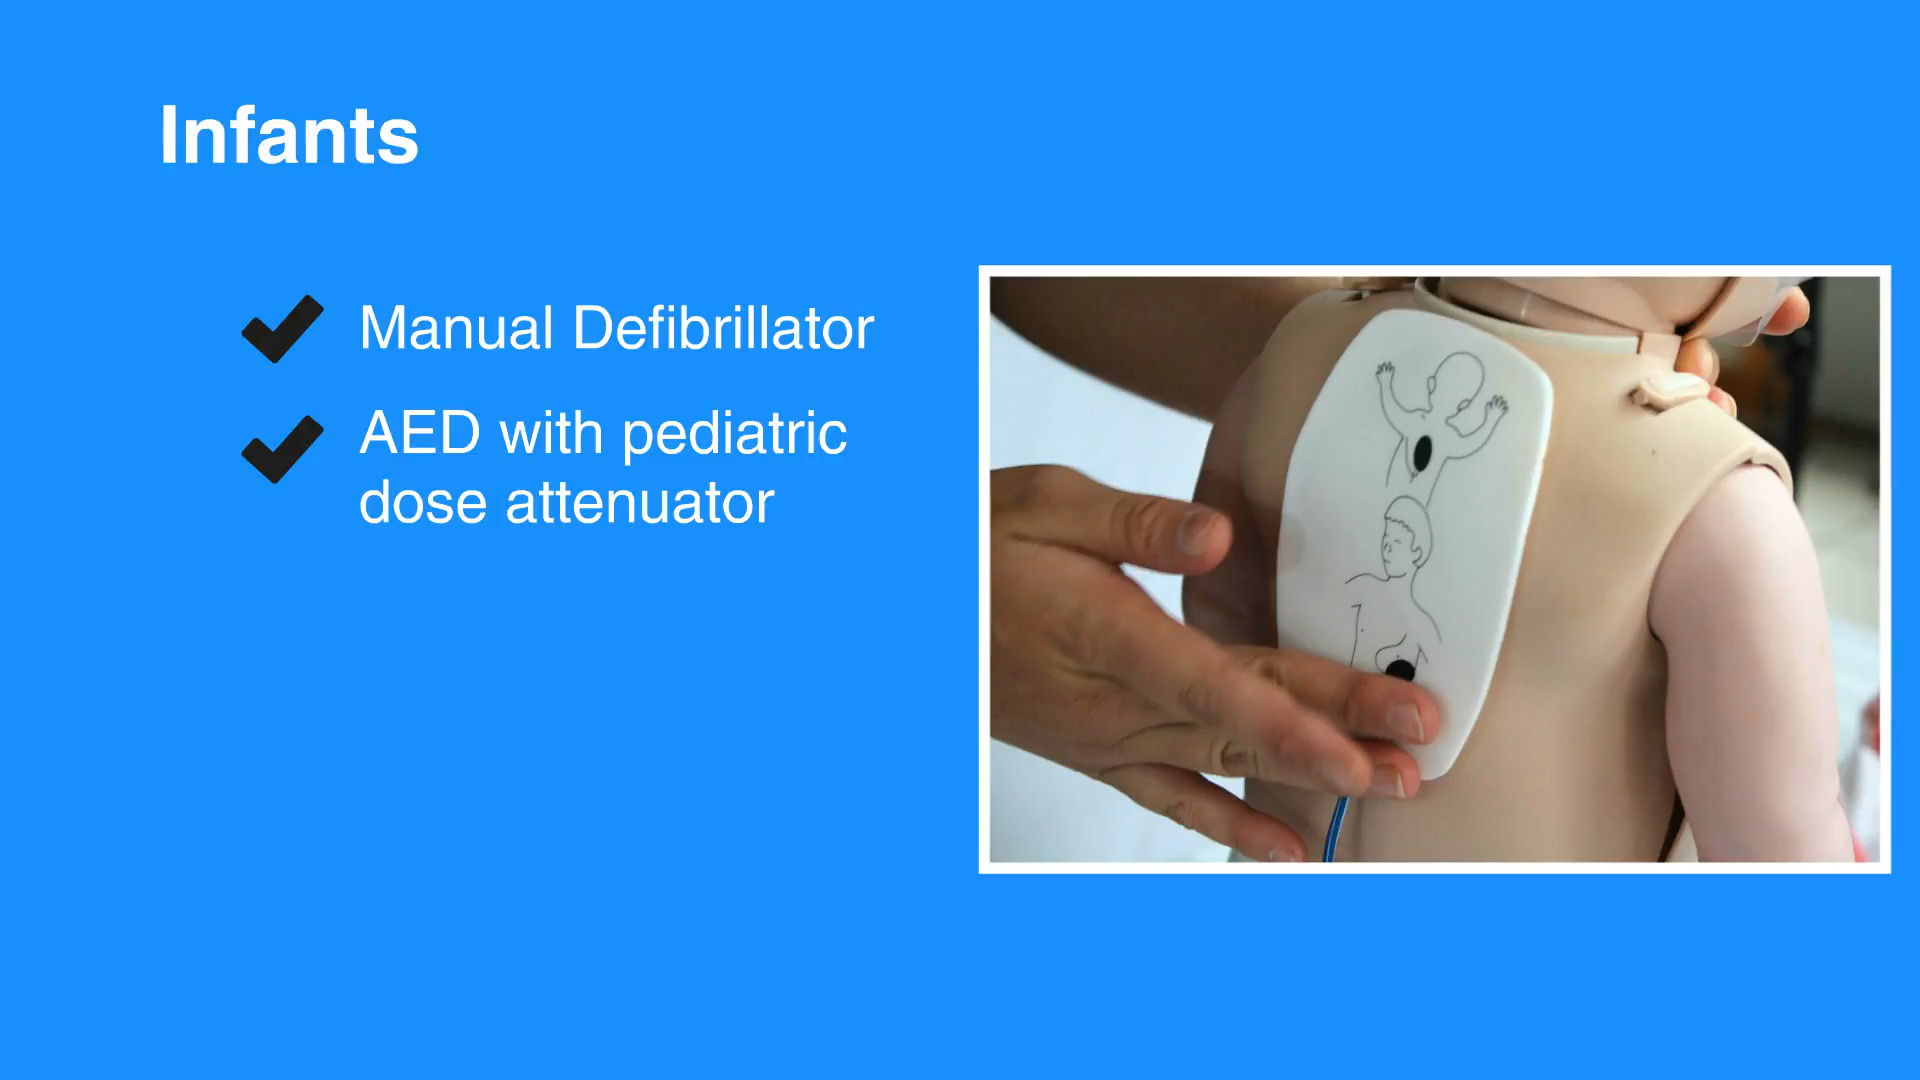 Infants
Manual Defibrillator
AED with pediatric
dose attenuator